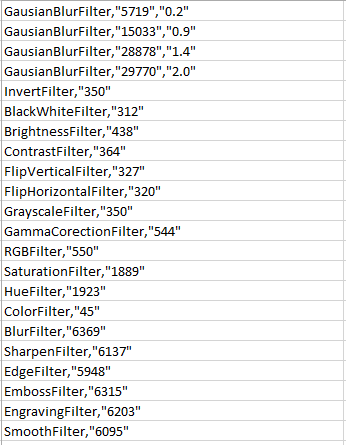 GausianBlurFilter,"5719","0.2"
GausianBlurFilter,"15033","0.9"
GausianBlurFilter,"28878","1.4"
GausianBlurFilter,"29770","2.0"
InvertFilter,"350"
BlackWhiteFilter,"312"
BrightnessFilter,"438"
ContrastFilter,"364"
FlipVerticalFilter,"327"
FlipHorizontalFilter,"320"
GrayscaleFilter,"350"
GammaCorectionFilter,"544"
RGBFilter,"550"
SaturationFilter,"1889"
HueFilter,"1923"
ColorFilter,"45"
BlurFilter,"6369"
SharpenFilter,"6137"
EdgeFilter,"5948"
EmbossFilter,"6315"
EngravingFilter,"6203"
SmoothFilter,"6095"